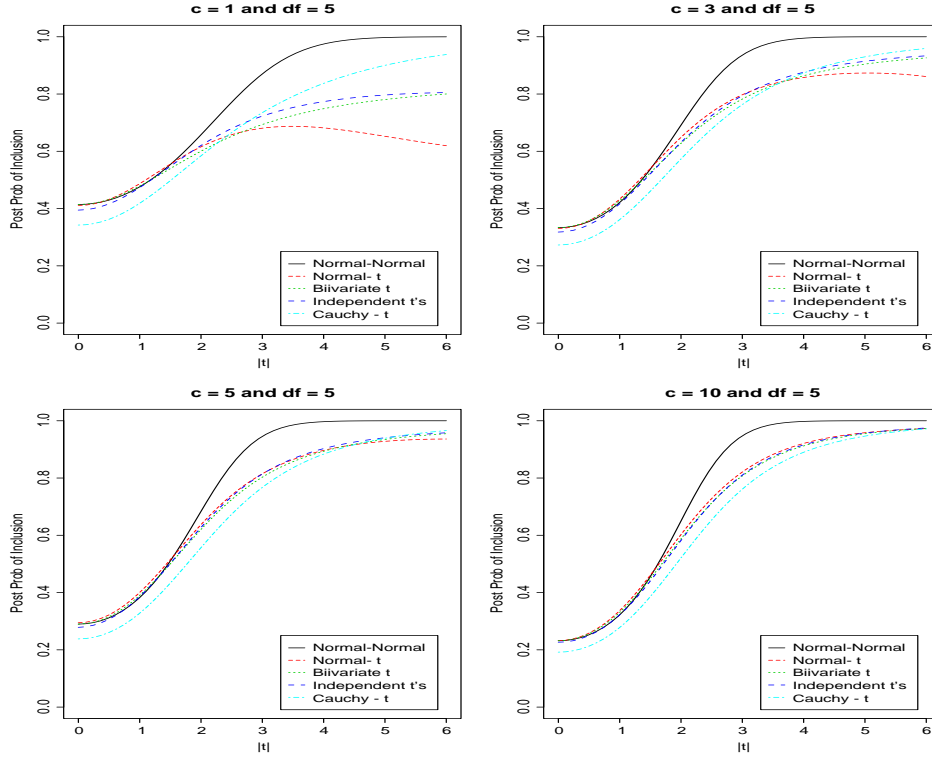 c = 1 and df = 5
Post Prob of Inclusion
1.0
0.8
0.6
0.4
0.2
0.0
Normal-Normal
Normal- t
Biivariate t
Independent t's
Cauchy - t
0 1 2 3 4 5 6
|t|
c = 3 and df = 5
Post Prob of Inclusion
1.0
0.8
0.6
0.4
0.2
0.0
Normal-Normal
Normal- t
Biivariate t
Independent t's
Cauchy - t
0 1 2 3 4 5 6
|t|
c = 5 and df = 5
Post Prob of Inclusion
1.0
0.8
0.6
0.4
0.2
0.0
Normal-Normal
Normal- t
Biivariate t
Independent t's
Cauchy - t
0 1 2 3 4 5 6
|t|
c = 10 and df = 5
Post Prob of Inclusion
1.0
0.8
0.6
0.4
0.2
0.0
Normal-Normal
Normal- t
Biivariate t
Independent t's
Cauchy - t
0 1 2 3 4 5 6
|t|